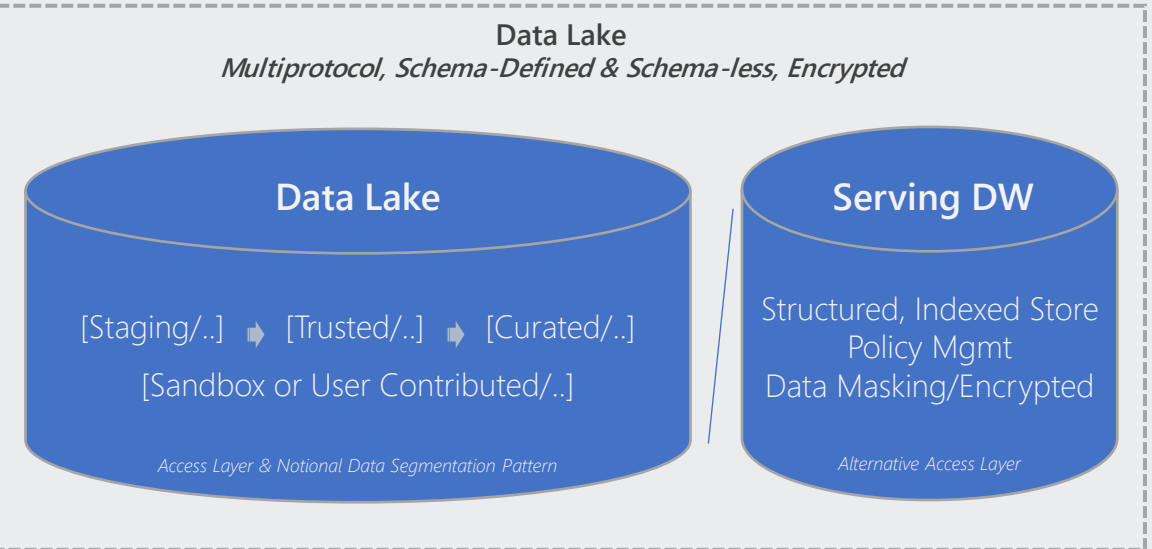 Data Lake
Multiprotocol, Schema-Defined & Schema-less, Encrypted
Data Lake
[Staging/..] [Trusted/..] [Curated/..]
[Sandbox or User Contributed/..]
Access Layer & Notional Data Segmentation Pattern
Serving DW
Structured, Indexed Store
Policy Mgmt
Data Masking/Encrypted
Alternative Access Layer